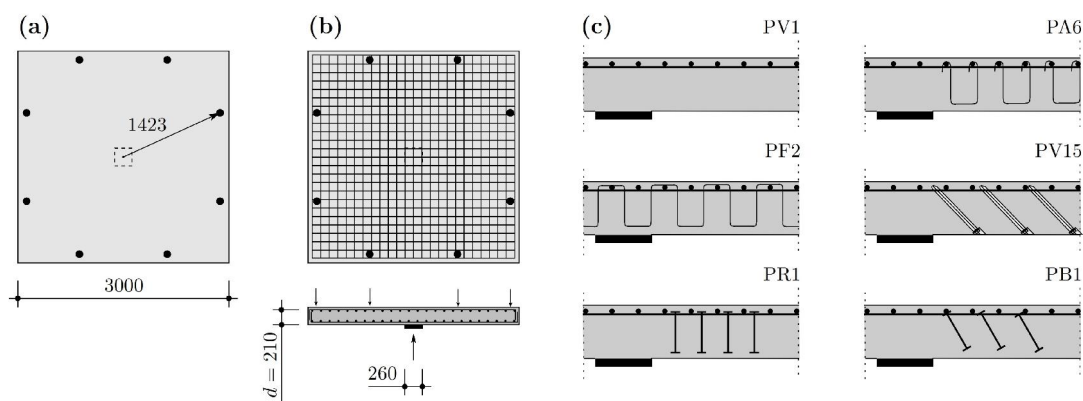 (a)
1423
3000
(b)
d = 210
260
(c)
PV1
PA6
PF2
PV15
PR1
PB1